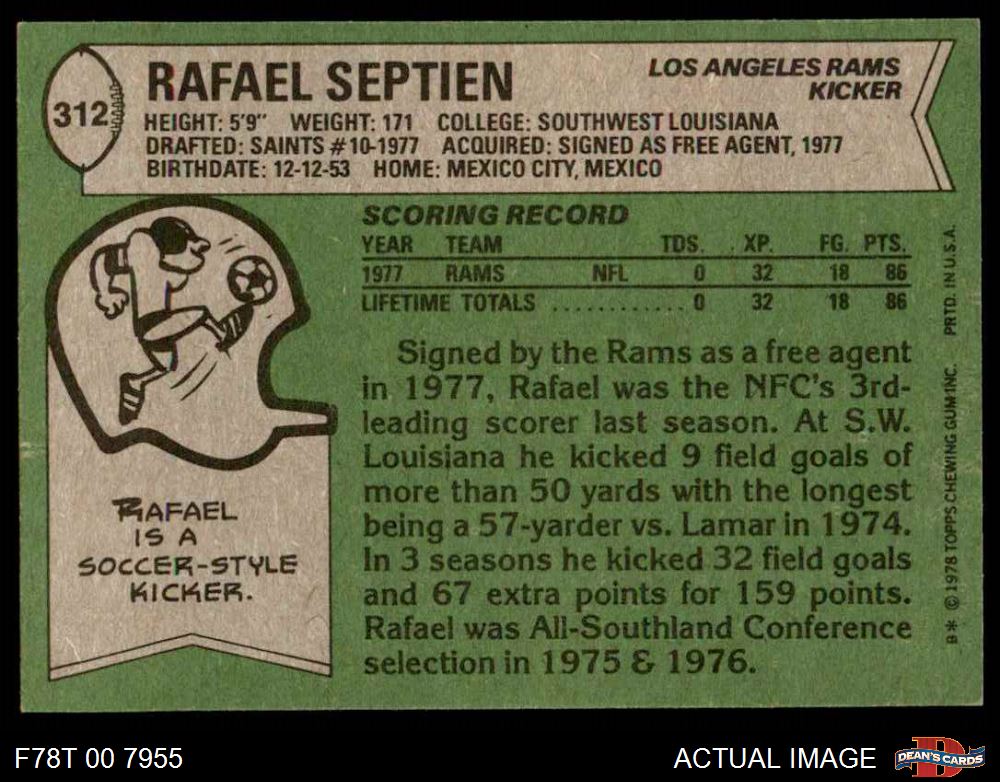 312
RAFAEL SEPTIEN
LOS ANGELES RAMS
KICKER
HEIGHT: 5'9" WEIGHT: 171 COLLEGE: SOUTHWEST LOUISIANA
DRAFTED: SAINTS #10-1977 ACQUIRED: SIGNED AS FREE AGENT, 1977
BIRTHDATE: 12-12-53 HOME: MEXICO CITY, MEXICO
SCORING RECORD
YEAR TEAM TDS. XP. FG. PTS.
1977 RAMS NFL 0 32 18 86
LIFETIME TOTALS ............ 0 32 18 86
Signed by the Rams as a free agent
in 1977, Rafael was the NFC's 3rd-
leading scorer last season. At S.W.
Louisiana he kicked 9 field goals of
more than 50 yards with the longest
being a 57-yarder vs. Lamar in 1974.
In 3 seasons he kicked 32 field goals
and 67 extra points for 159 points.
Rafael was All-Southland Conference
selection in 1975 & 1976.
RAFAEL
IS A
SOCCER-STYLE
KICKER.
B* © 1978 TOPPS CHEWING GUM INC. PRTD. IN U.S.A.
F78T 00 7955
ACTUAL IMAGE
D
DEAN'S CARDS